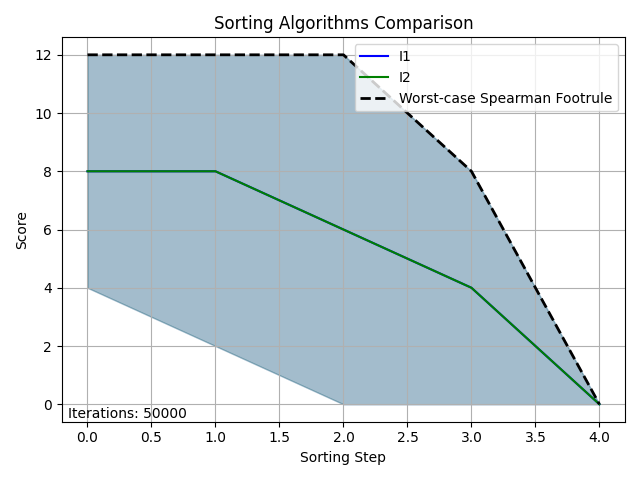 Sorting Algorithms Comparison
I1
I2
Worst-case Spearman Footrule
12
10
8
6
4
2
0
Score
Iterations: 50000
0.0 0.5 1.0 1.5 2.0 2.5 3.0 3.5 4.0
Sorting Step